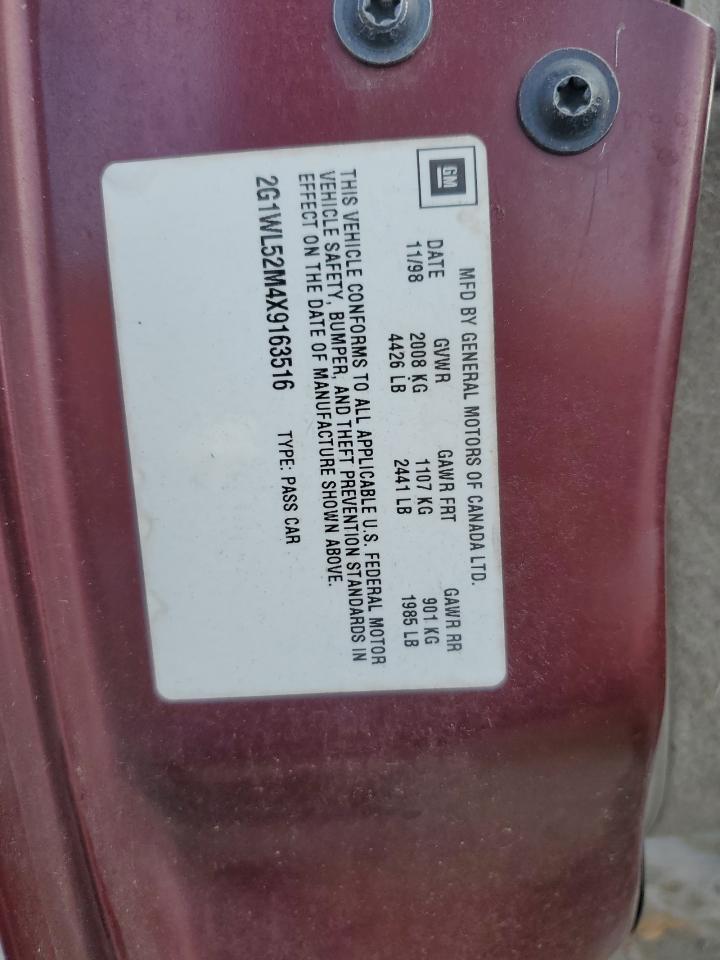 GM
MFD BY GENERAL MOTORS OF CANADA LTD.
DATE GVWR GAWR FRT GAWR RR
11/98 2008 KG 1107 KG 901 KG
4426 LB 2441 LB 1985 LB
THIS VEHICLE CONFORMS TO ALL APPLICABLE U.S. FEDERAL MOTOR
VEHICLE SAFETY, BUMPER, AND THEFT PREVENTION STANDARDS IN
EFFECT ON THE DATE OF MANUFACTURE SHOWN ABOVE.
2G1WL52M4X9163516 TYPE: PASS CAR